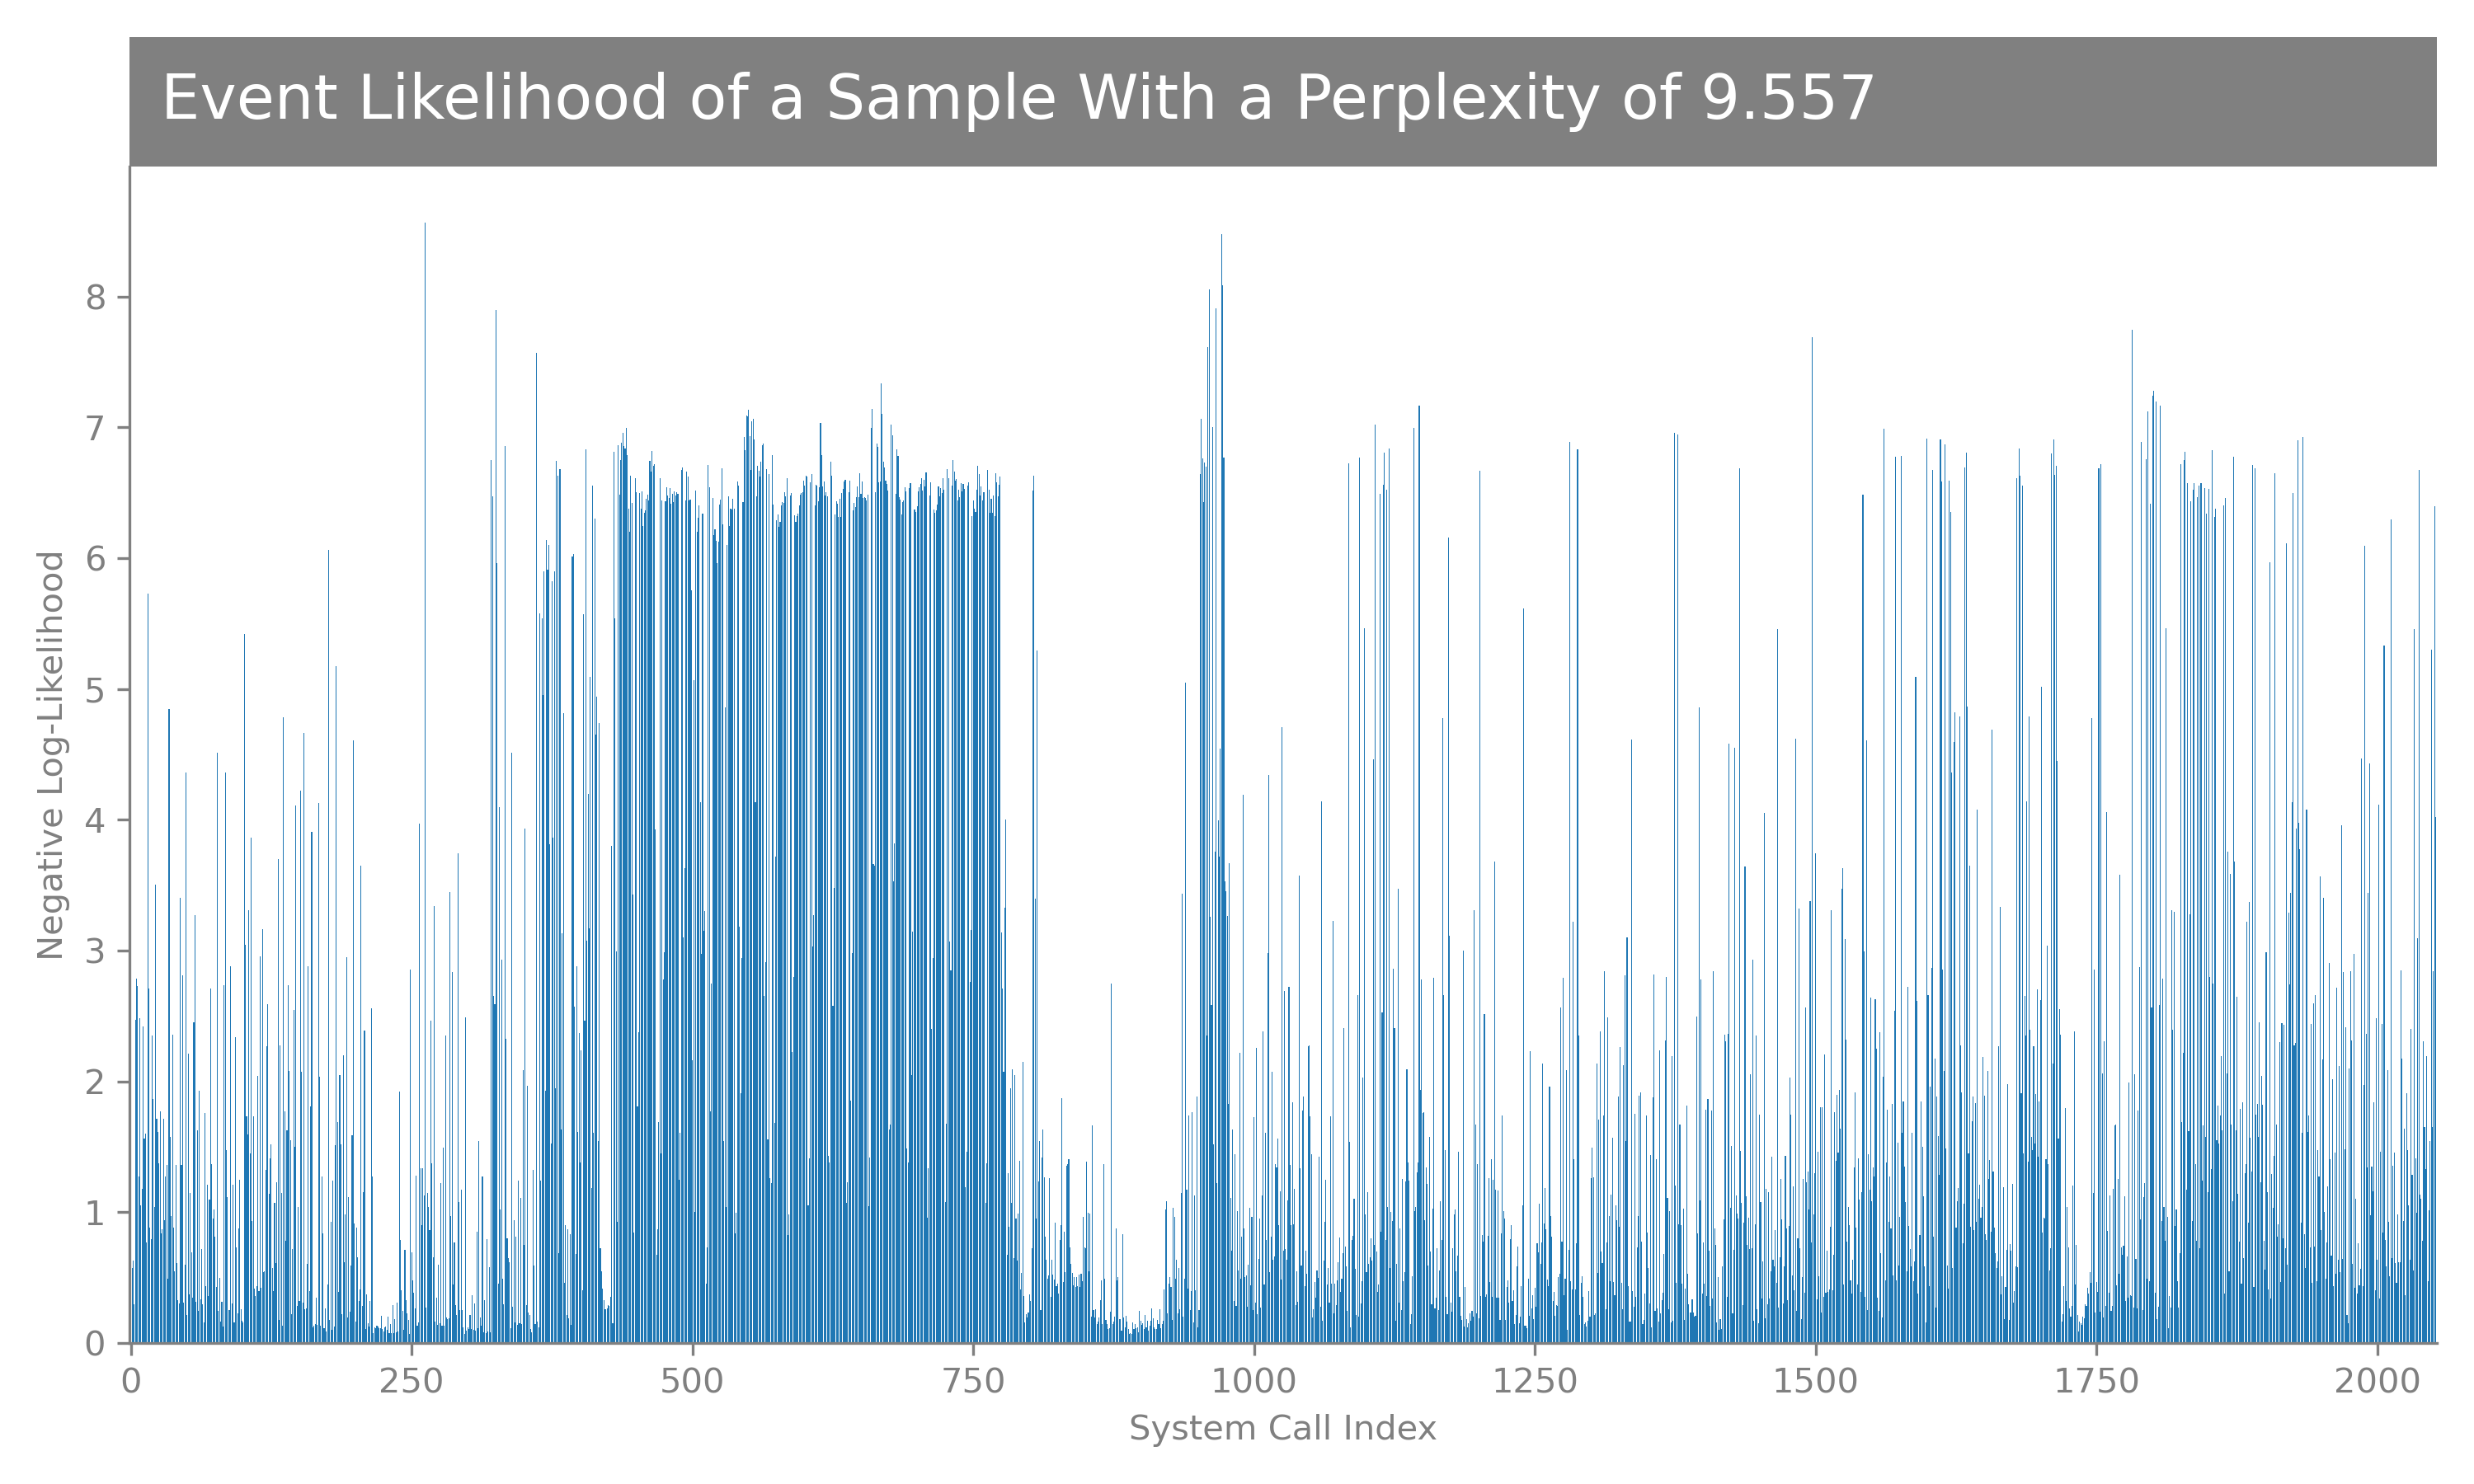 Event Likelihood of a Sample With a Perplexity of 9.557
8
7
6
5
4
3
2
1
0
Negative Log-Likelihood
0 250 500 750 1000 1250 1500 1750 2000
System Call Index